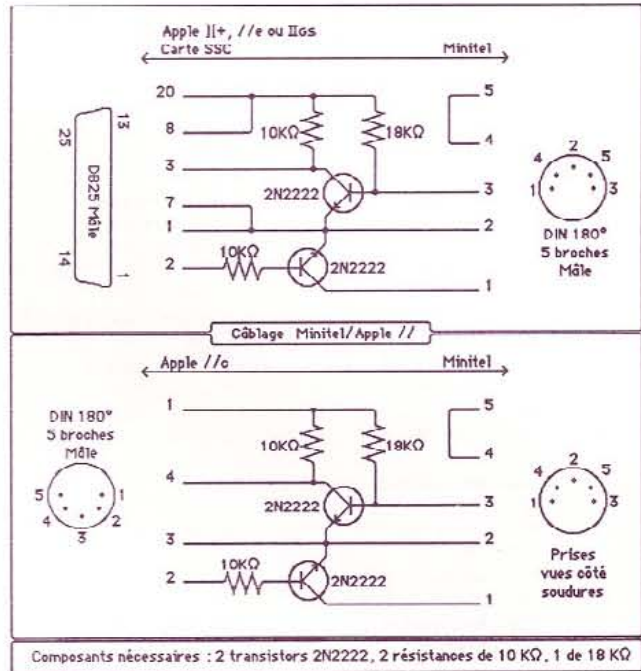 Apple ][+, //e ou IIGS
Carte SSC
Minitel
20
8
3
7
1
2
10KΩ
18KΩ
2N2222
10KΩ
2N2222
5
4
3
2
1
13
25
DB25 Mâle
14
1
2
4
5
1
3
DIN 180°
5 broches
Mâle
Câblage Minitel/Apple //
Apple //c
Minitel
DIN 180°
5 broches
Mâle
5
1
4
2
3
1
4
3
2
10KΩ
18KΩ
2N2222
10KΩ
2N2222
5
4
3
2
1
2
4
5
1
3
Prises
vues côté
soudures
Composants nécessaires : 2 transistors 2N2222, 2 résistances de 10 KΩ, 1 de 18 KΩ